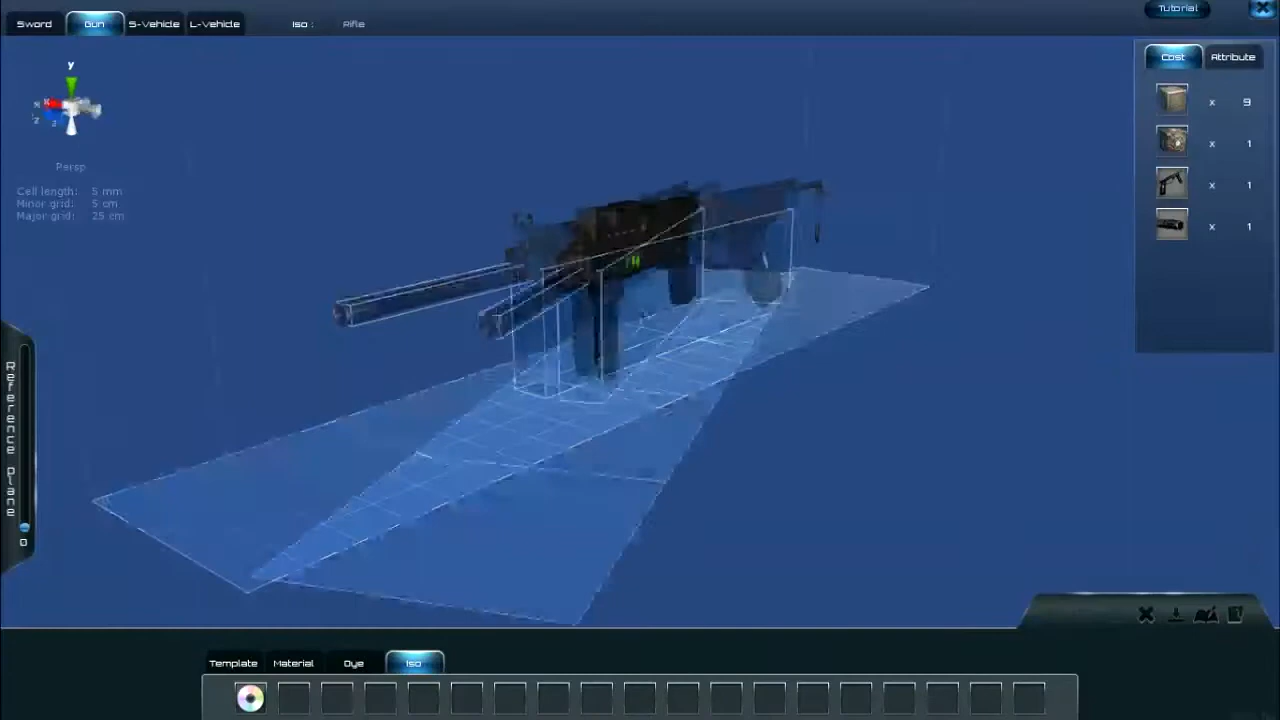 Sword Gun S-Vehicle L-Vehicle Iso : Rifle Tutorial
Cost Attribute
y
x
z
Persp
Cell length: 5 mm
Minor grid: 5 cm
Major grid: 25 cm
x 9
x 1
x 1
x 1
Reference Plane
0
Template Material Dye Iso